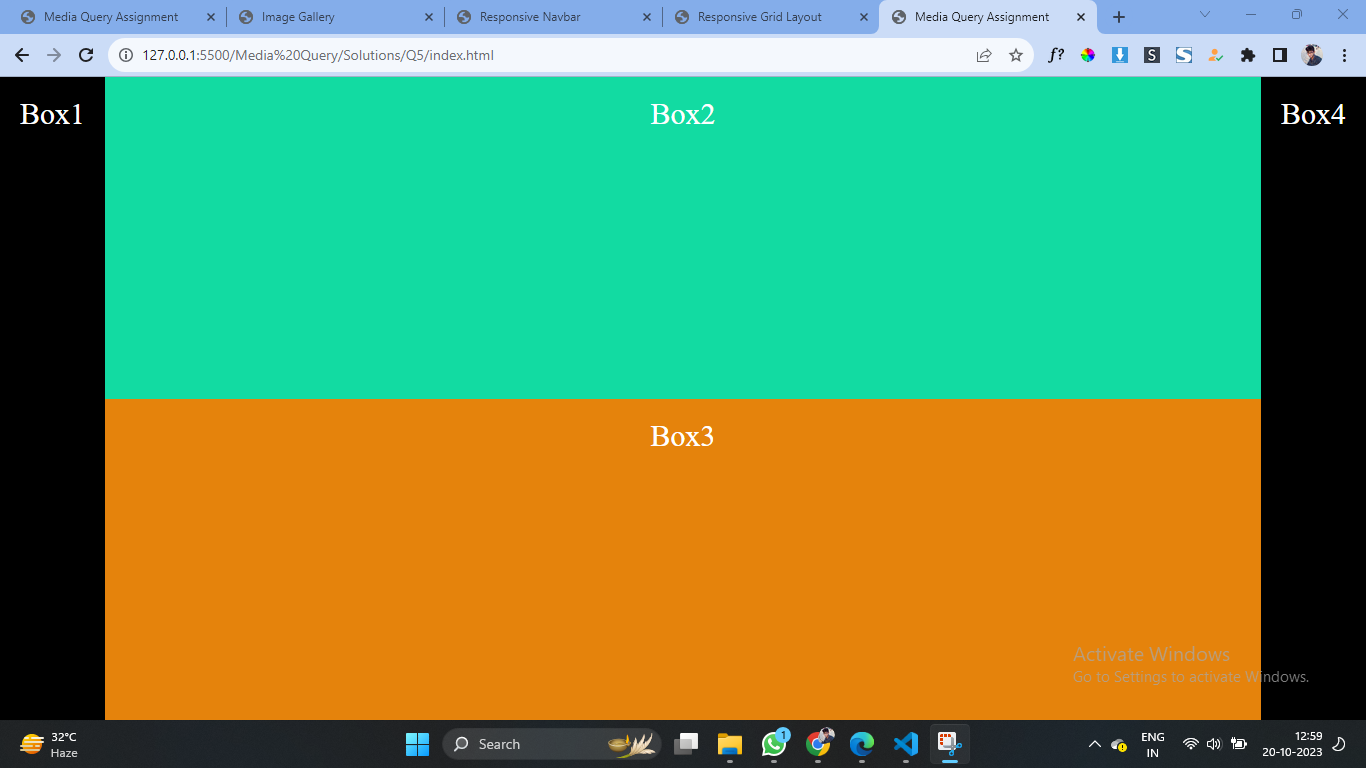 Media Query Assignment
Image Gallery
Responsive Navbar
Responsive Grid Layout
Media Query Assignment
127.0.0.1:5500/Media%20Query/Solutions/Q5/index.html
f?
S
S
Box1
Box2
Box4
Box3
Activate Windows
Go to Settings to activate Windows.
32°C
Haze
Search
1
ENG
IN
12:59
20-10-2023